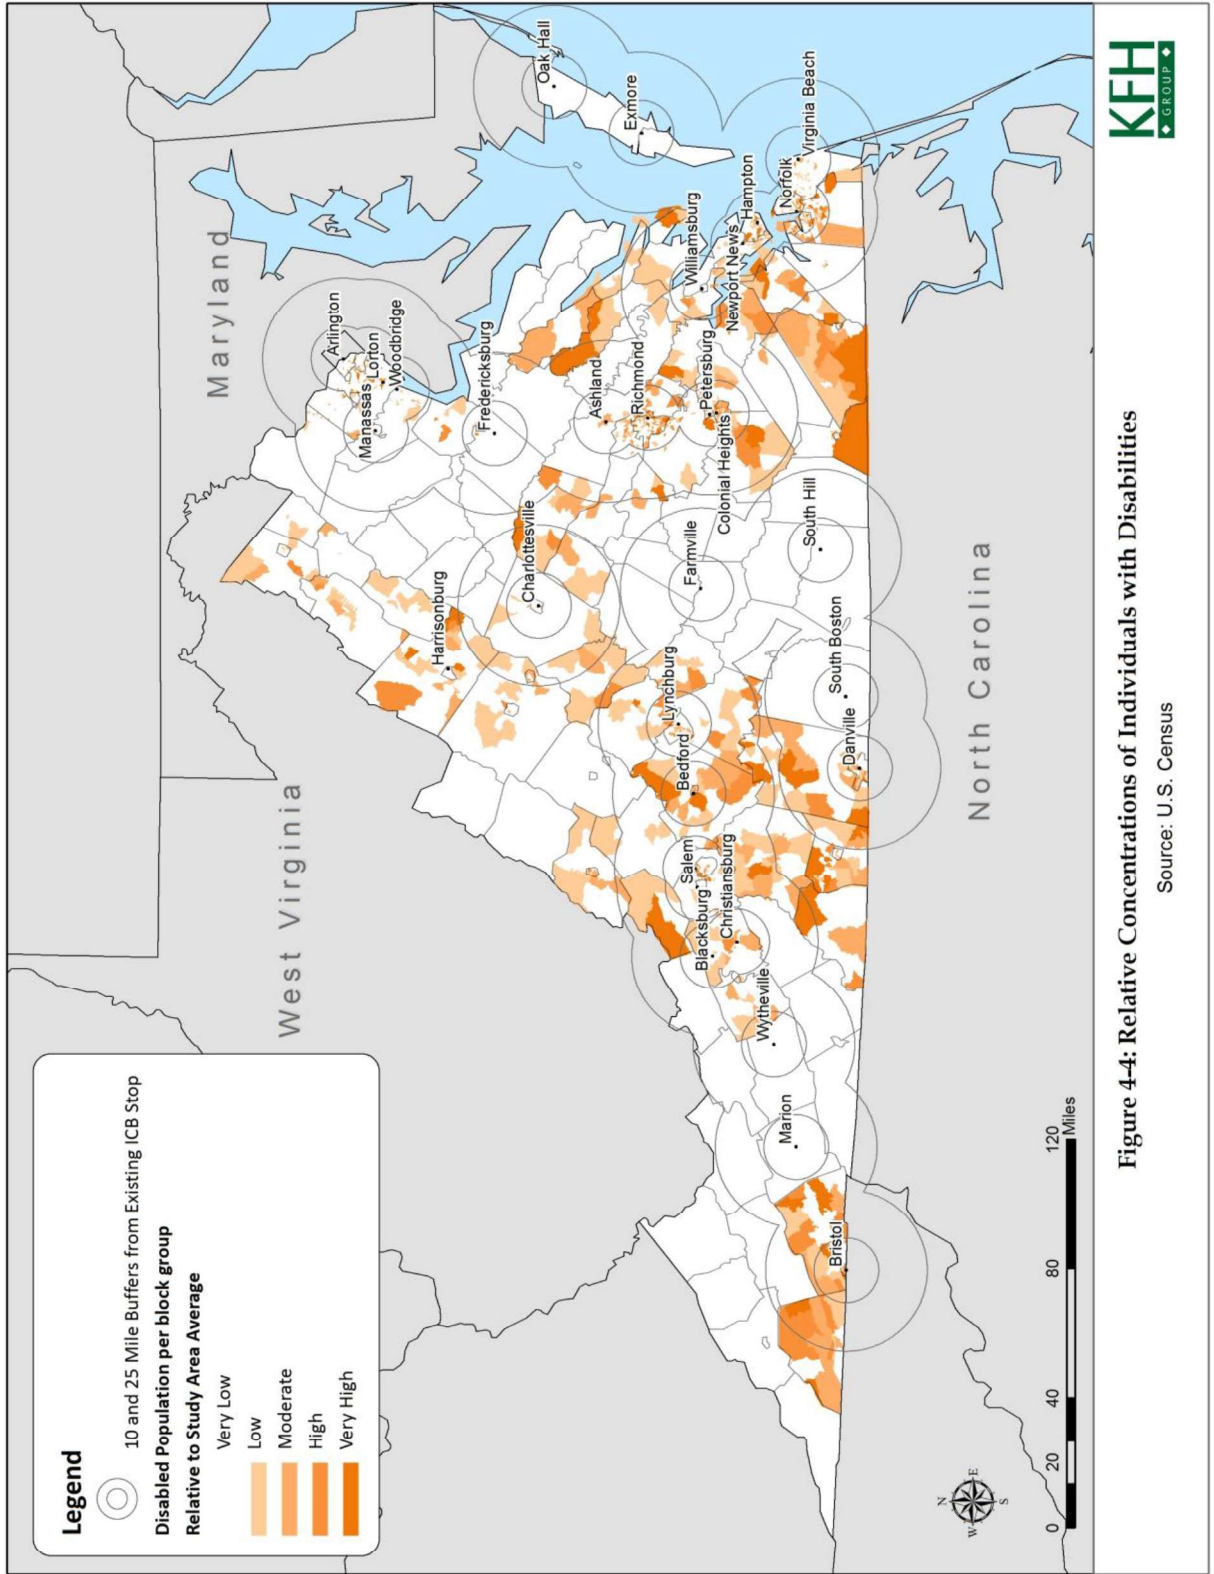 Maryland
West Virginia
North Carolina
Oak Hall
Exmore
Virginia Beach
Norfolk
Hampton
Newport News
Williamsburg
Arlington
Lorton
Woodbridge
Manassas
Fredericksburg
Ashland
Richmond
Petersburg
Colonial Heights
Charlottesville
Harrisonburg
Farmville
South Hill
South Boston
Lynchburg
Bedford
Danville
Salem
Blacksburg
Christiansburg
Wytheville
Marion
Bristol
Legend
10 and 25 Mile Buffers from Existing ICB Stop
Disabled Population per block group
Relative to Study Area Average
Very Low
Low
Moderate
High
Very High
N
W E
S
0 20 40 80 120
Miles
Figure 4-4: Relative Concentrations of Individuals with Disabilities
Source: U.S. Census
KFH
GROUP